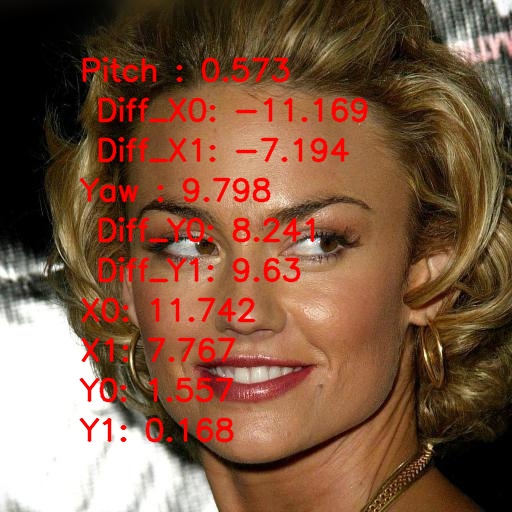 Pitch : 0.573
Diff_X0: -11.169
Diff_X1: -7.194
Yaw : 9.798
Diff_Y0: 8.241
Diff_Y1: 9.63
X0: 11.742
X1: 7.767
Y0: 1.557
Y1: 0.168